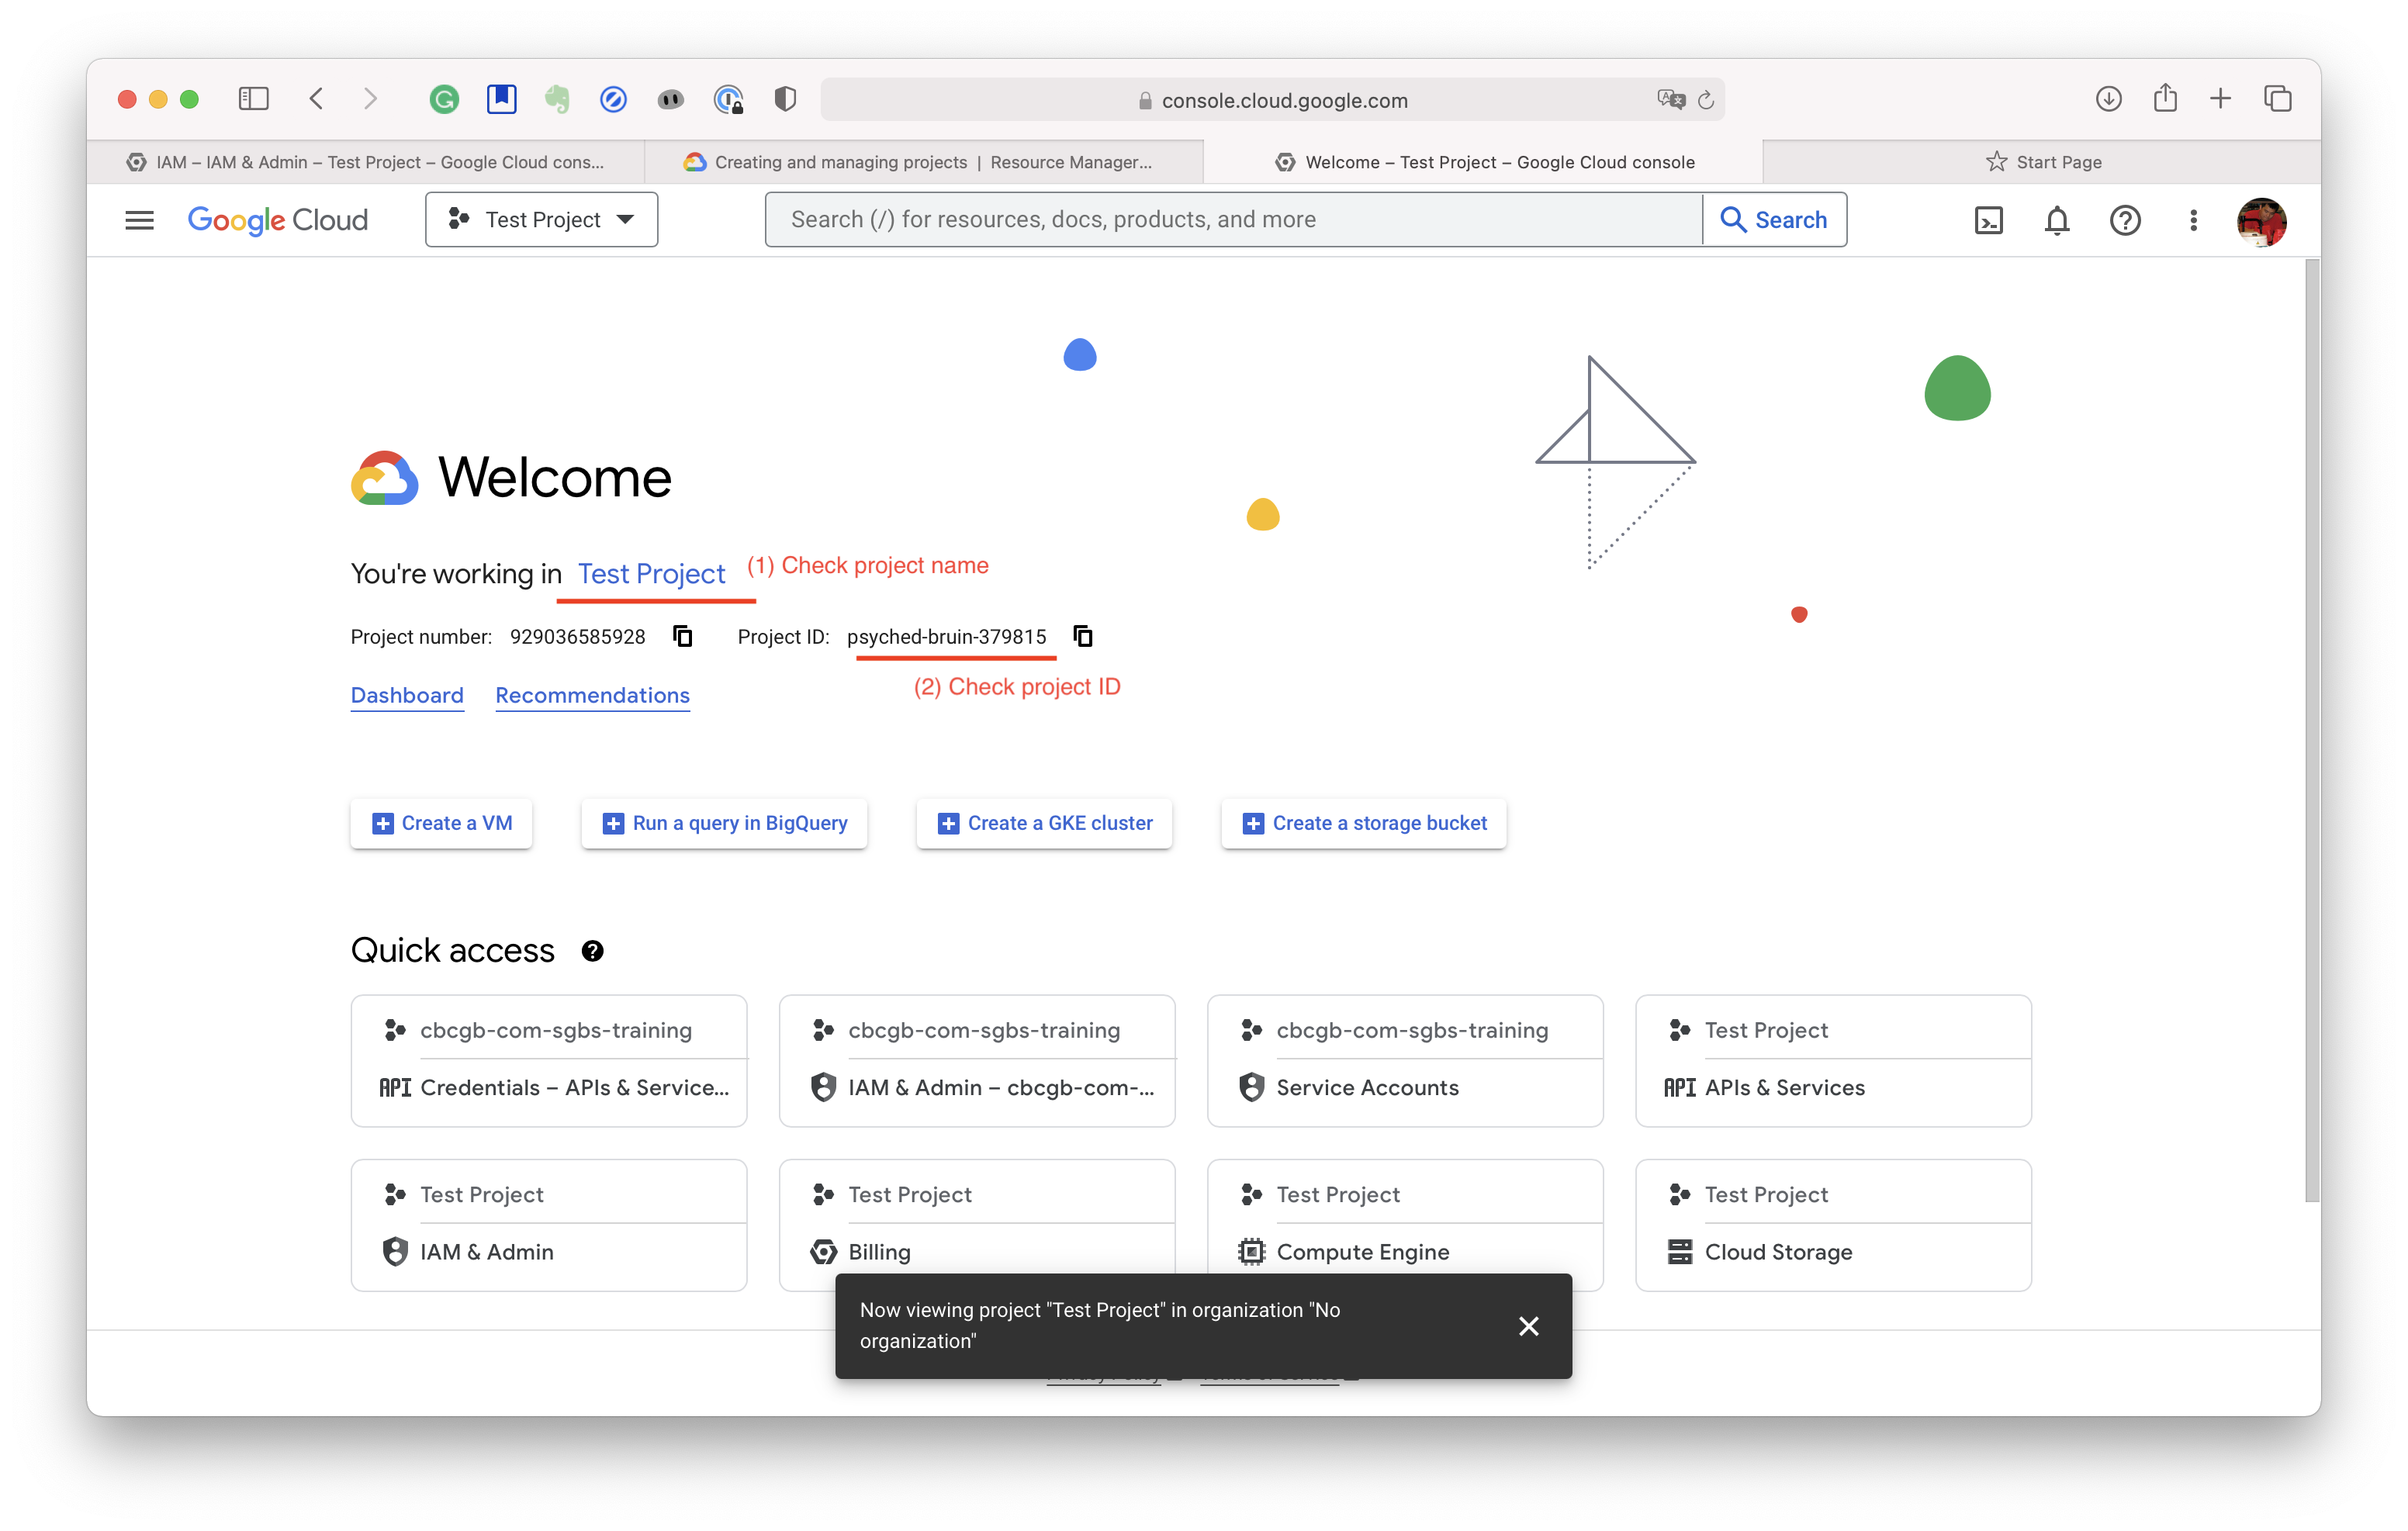 console.cloud.google.com
IAM – IAM & Admin – Test Project – Google Cloud cons...
Creating and managing projects | Resource Manager...
Welcome – Test Project – Google Cloud console
Start Page
Google Cloud
Test Project
Search (/) for resources, docs, products, and more
Search
Welcome
You're working in Test Project
(1) Check project name
Project number: 929036585928
Project ID: psyched-bruin-379815
(2) Check project ID
Dashboard
Recommendations
Create a VM
Run a query in BigQuery
Create a GKE cluster
Create a storage bucket
Quick access
cbcgb-com-sgbs-training
API Credentials – APIs & Service...
cbcgb-com-sgbs-training
IAM & Admin – cbcgb-com-...
cbcgb-com-sgbs-training
Service Accounts
Test Project
API APIs & Services
Test Project
IAM & Admin
Test Project
Billing
Test Project
Compute Engine
Test Project
Cloud Storage
Now viewing project "Test Project" in organization "No
organization"